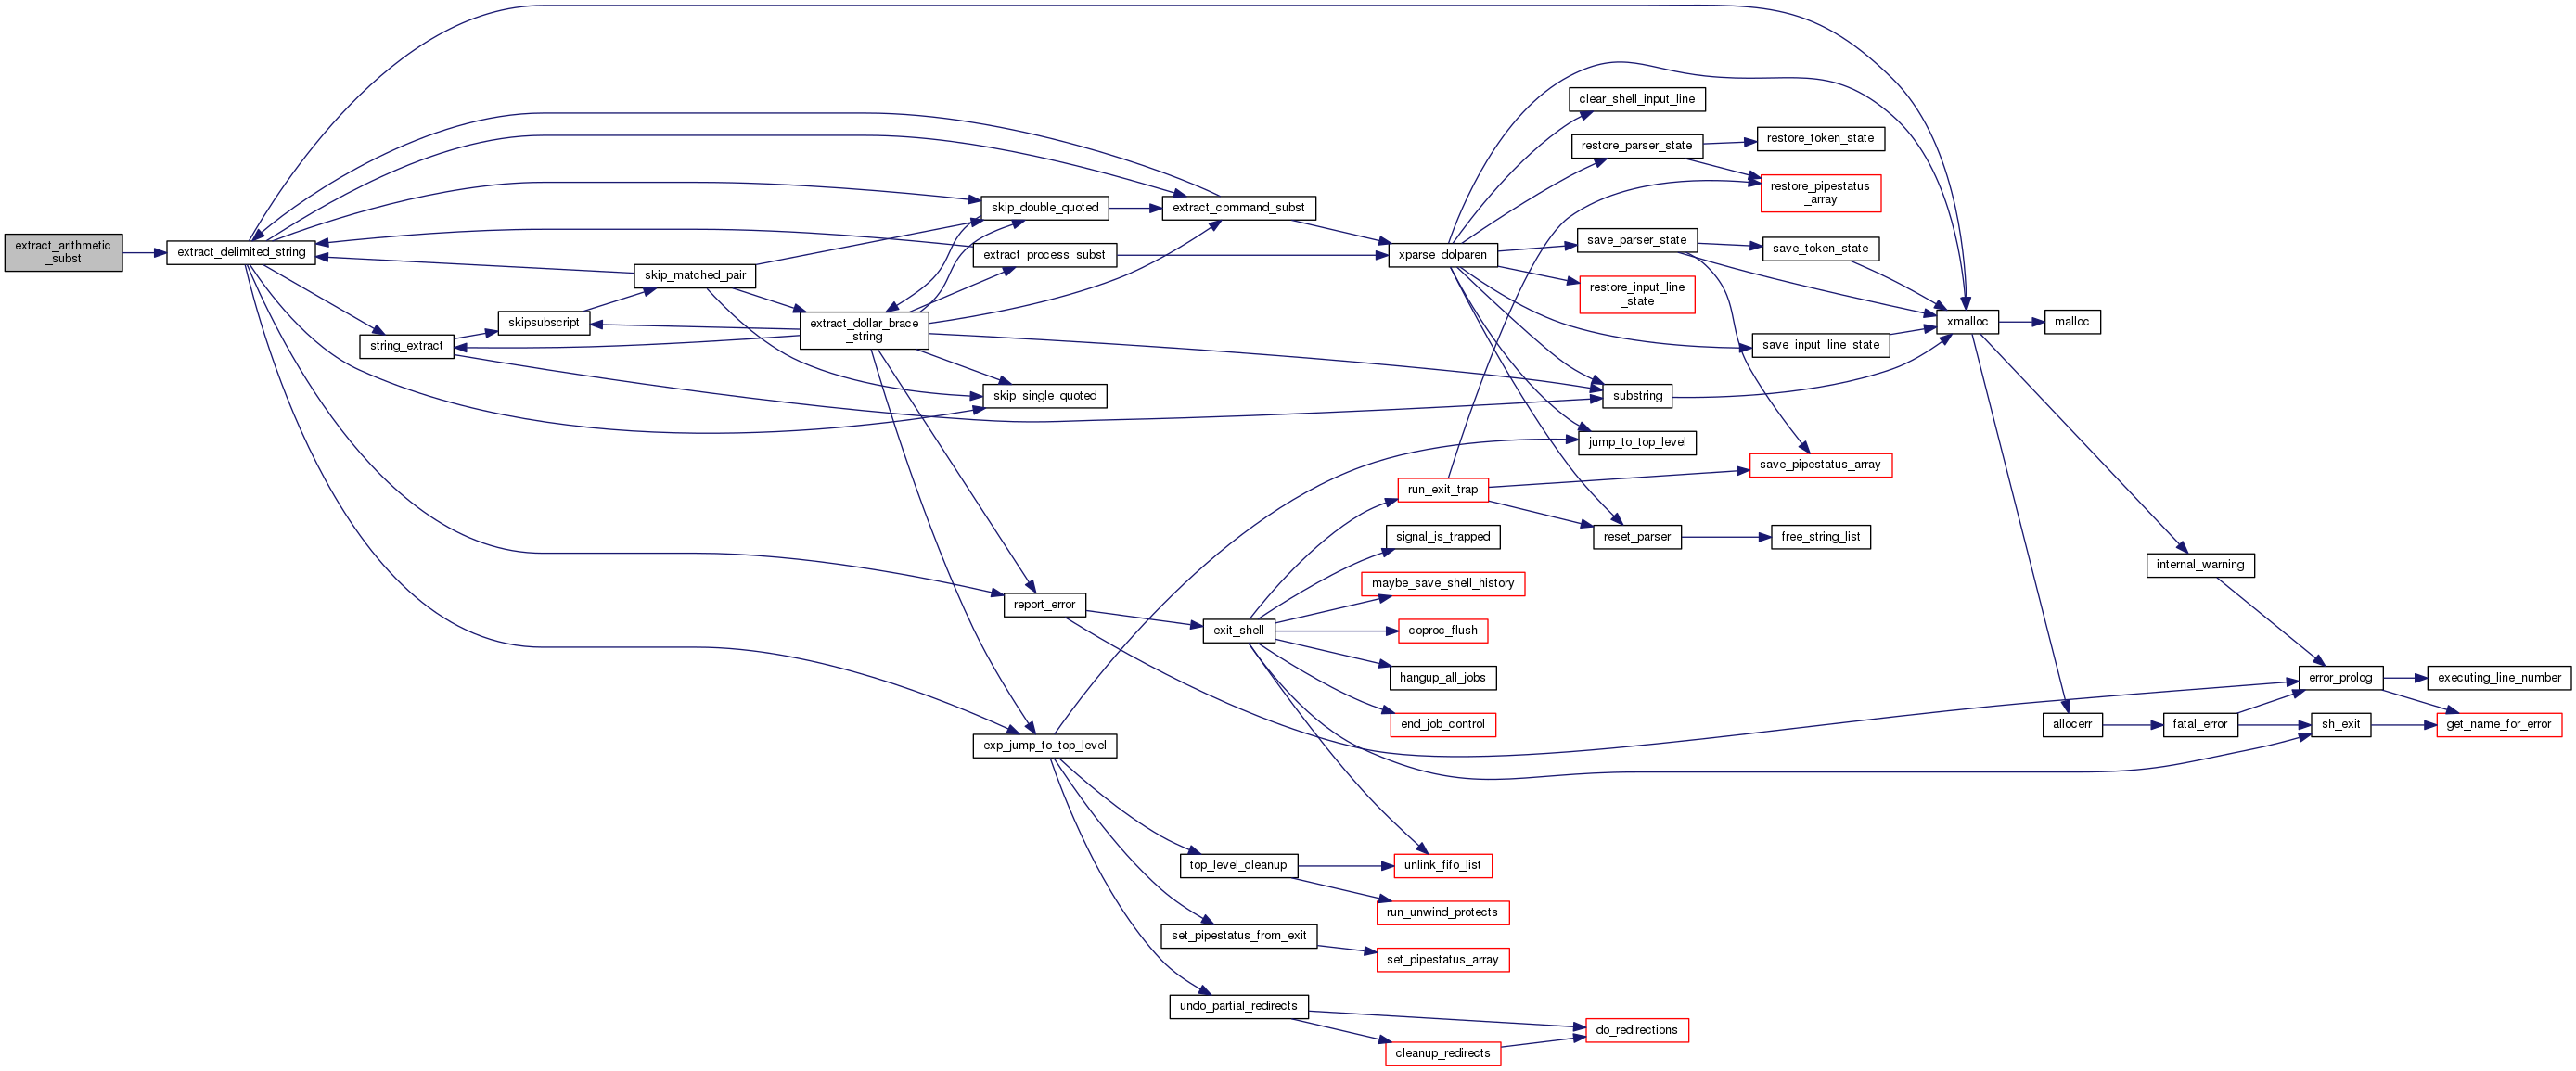 extract_arithmetic
_subst
extract_delimited_string
string_extract
skipsubscript
skip_matched_pair
extract_dollar_brace
_string
skip_double_quoted
extract_process_subst
skip_single_quoted
report_error
exp_jump_to_top_level
extract_command_subst
exit_shell
top_level_cleanup
set_pipestatus_from_exit
undo_partial_redirects
xparse_dolparen
run_exit_trap
signal_is_trapped
maybe_save_shell_history
coproc_flush
hangup_all_jobs
end_job_control
unlink_fifo_list
run_unwind_protects
set_pipestatus_array
cleanup_redirects
clear_shell_input_line
restore_parser_state
save_parser_state
restore_input_line
_state
substring
jump_to_top_level
reset_parser
do_redirections
restore_token_state
restore_pipestatus
_array
save_token_state
save_input_line_state
save_pipestatus_array
free_string_list
xmalloc
malloc
internal_warning
allocerr
fatal_error
error_prolog
sh_exit
executing_line_number
get_name_for_error